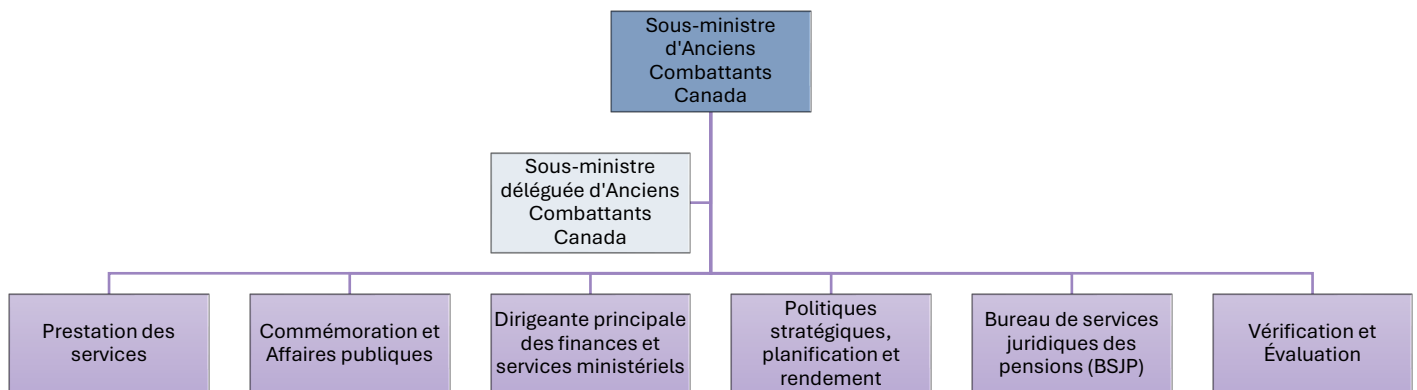 Sous-ministre
d'Anciens
Combattants
Canada
Sous-ministre
déléguée d'Anciens
Combattants
Canada
Prestation des
services
Commémoration et
Affaires publiques
Dirigeante principale
des finances et
services ministériels
Politiques
stratégiques,
planification et
rendement
Bureau de services
juridiques des
pensions (BSJP)
Vérification et
Évaluation